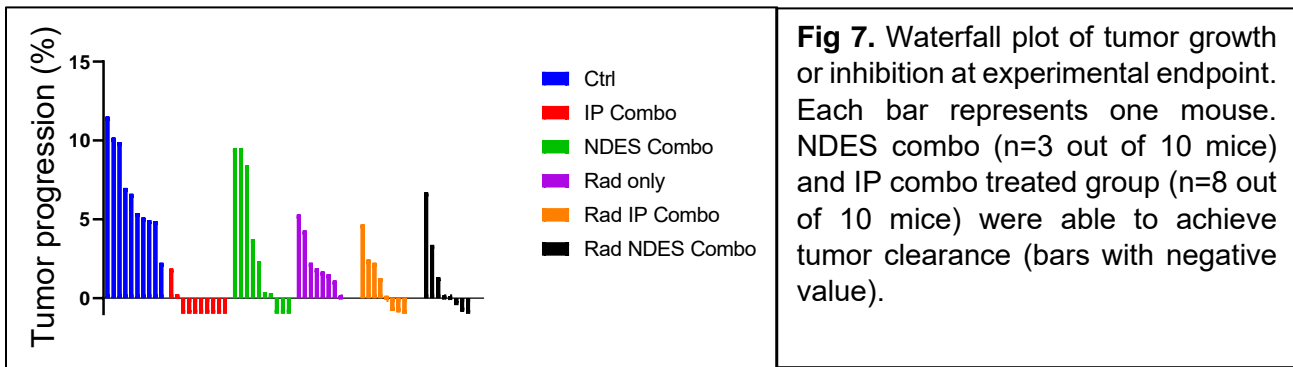 Tumor progression (%)
15
10
5
0
Ctrl
IP Combo
NDES Combo
Rad only
Rad IP Combo
Rad NDES Combo
Fig 7. Waterfall plot of tumor growth
or inhibition at experimental endpoint.
Each bar represents one mouse.
NDES combo (n=3 out of 10 mice)
and IP combo treated group (n=8 out
of 10 mice) were able to achieve
tumor clearance (bars with negative
value).